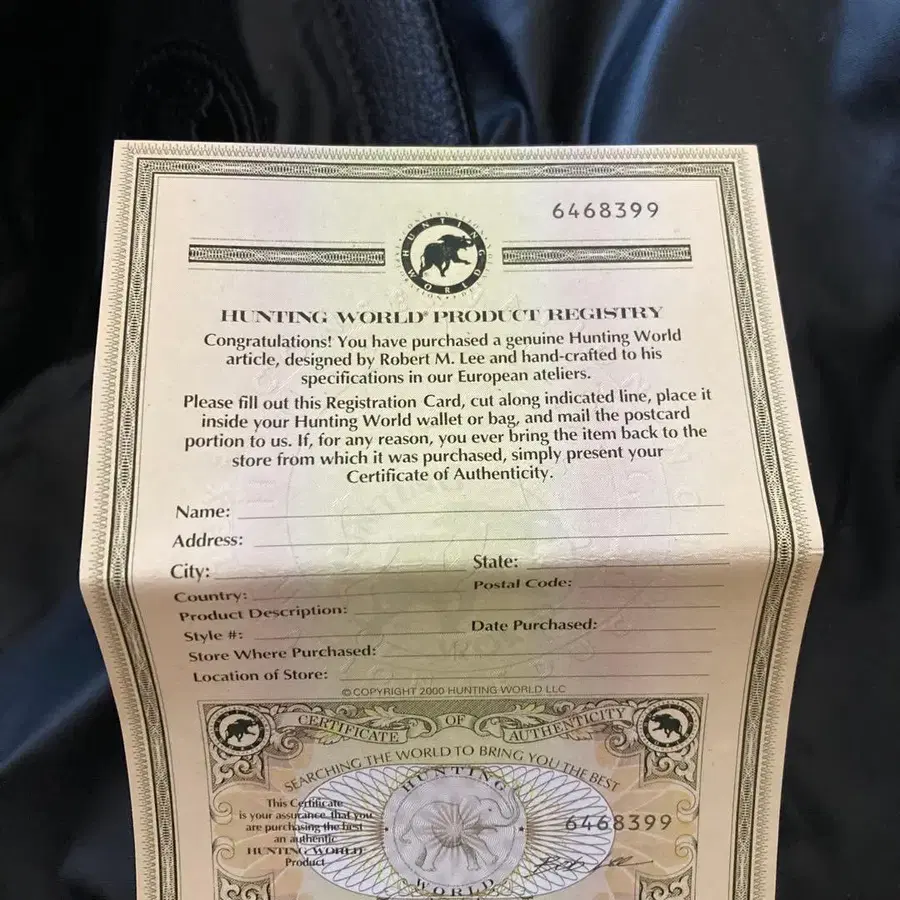 6468399
HUNTING WORLD
HUNTING WORLD® PRODUCT REGISTRY
Congratulations! You have purchased a genuine Hunting World
article, designed by Robert M. Lee and hand-crafted to his
specifications in our European ateliers.
Please fill out this Registration Card, cut along indicated line, place it
inside your Hunting World wallet or bag, and mail the postcard
portion to us. If, for any reason, you ever bring the item back to the
store from which it was purchased, simply present your
Certificate of Authenticity.
Name:
Address:
City: State:
Country: Postal Code:
Product Description:
Style #: Date Purchased:
Store Where Purchased:
Location of Store:
© COPYRIGHT 2000 HUNTING WORLD LLC
CERTIFICATE OF AUTHENTICITY
SEARCHING THE WORLD TO BRING YOU THE BEST
HUNTING
This Certificate
is your assurance that you
are purchasing the best
an authentic
HUNTING WORLD
Product
6468399
WORLD